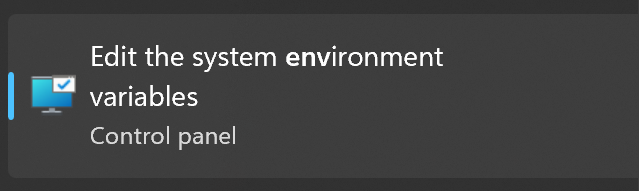 Edit the system environment
variables
Control panel